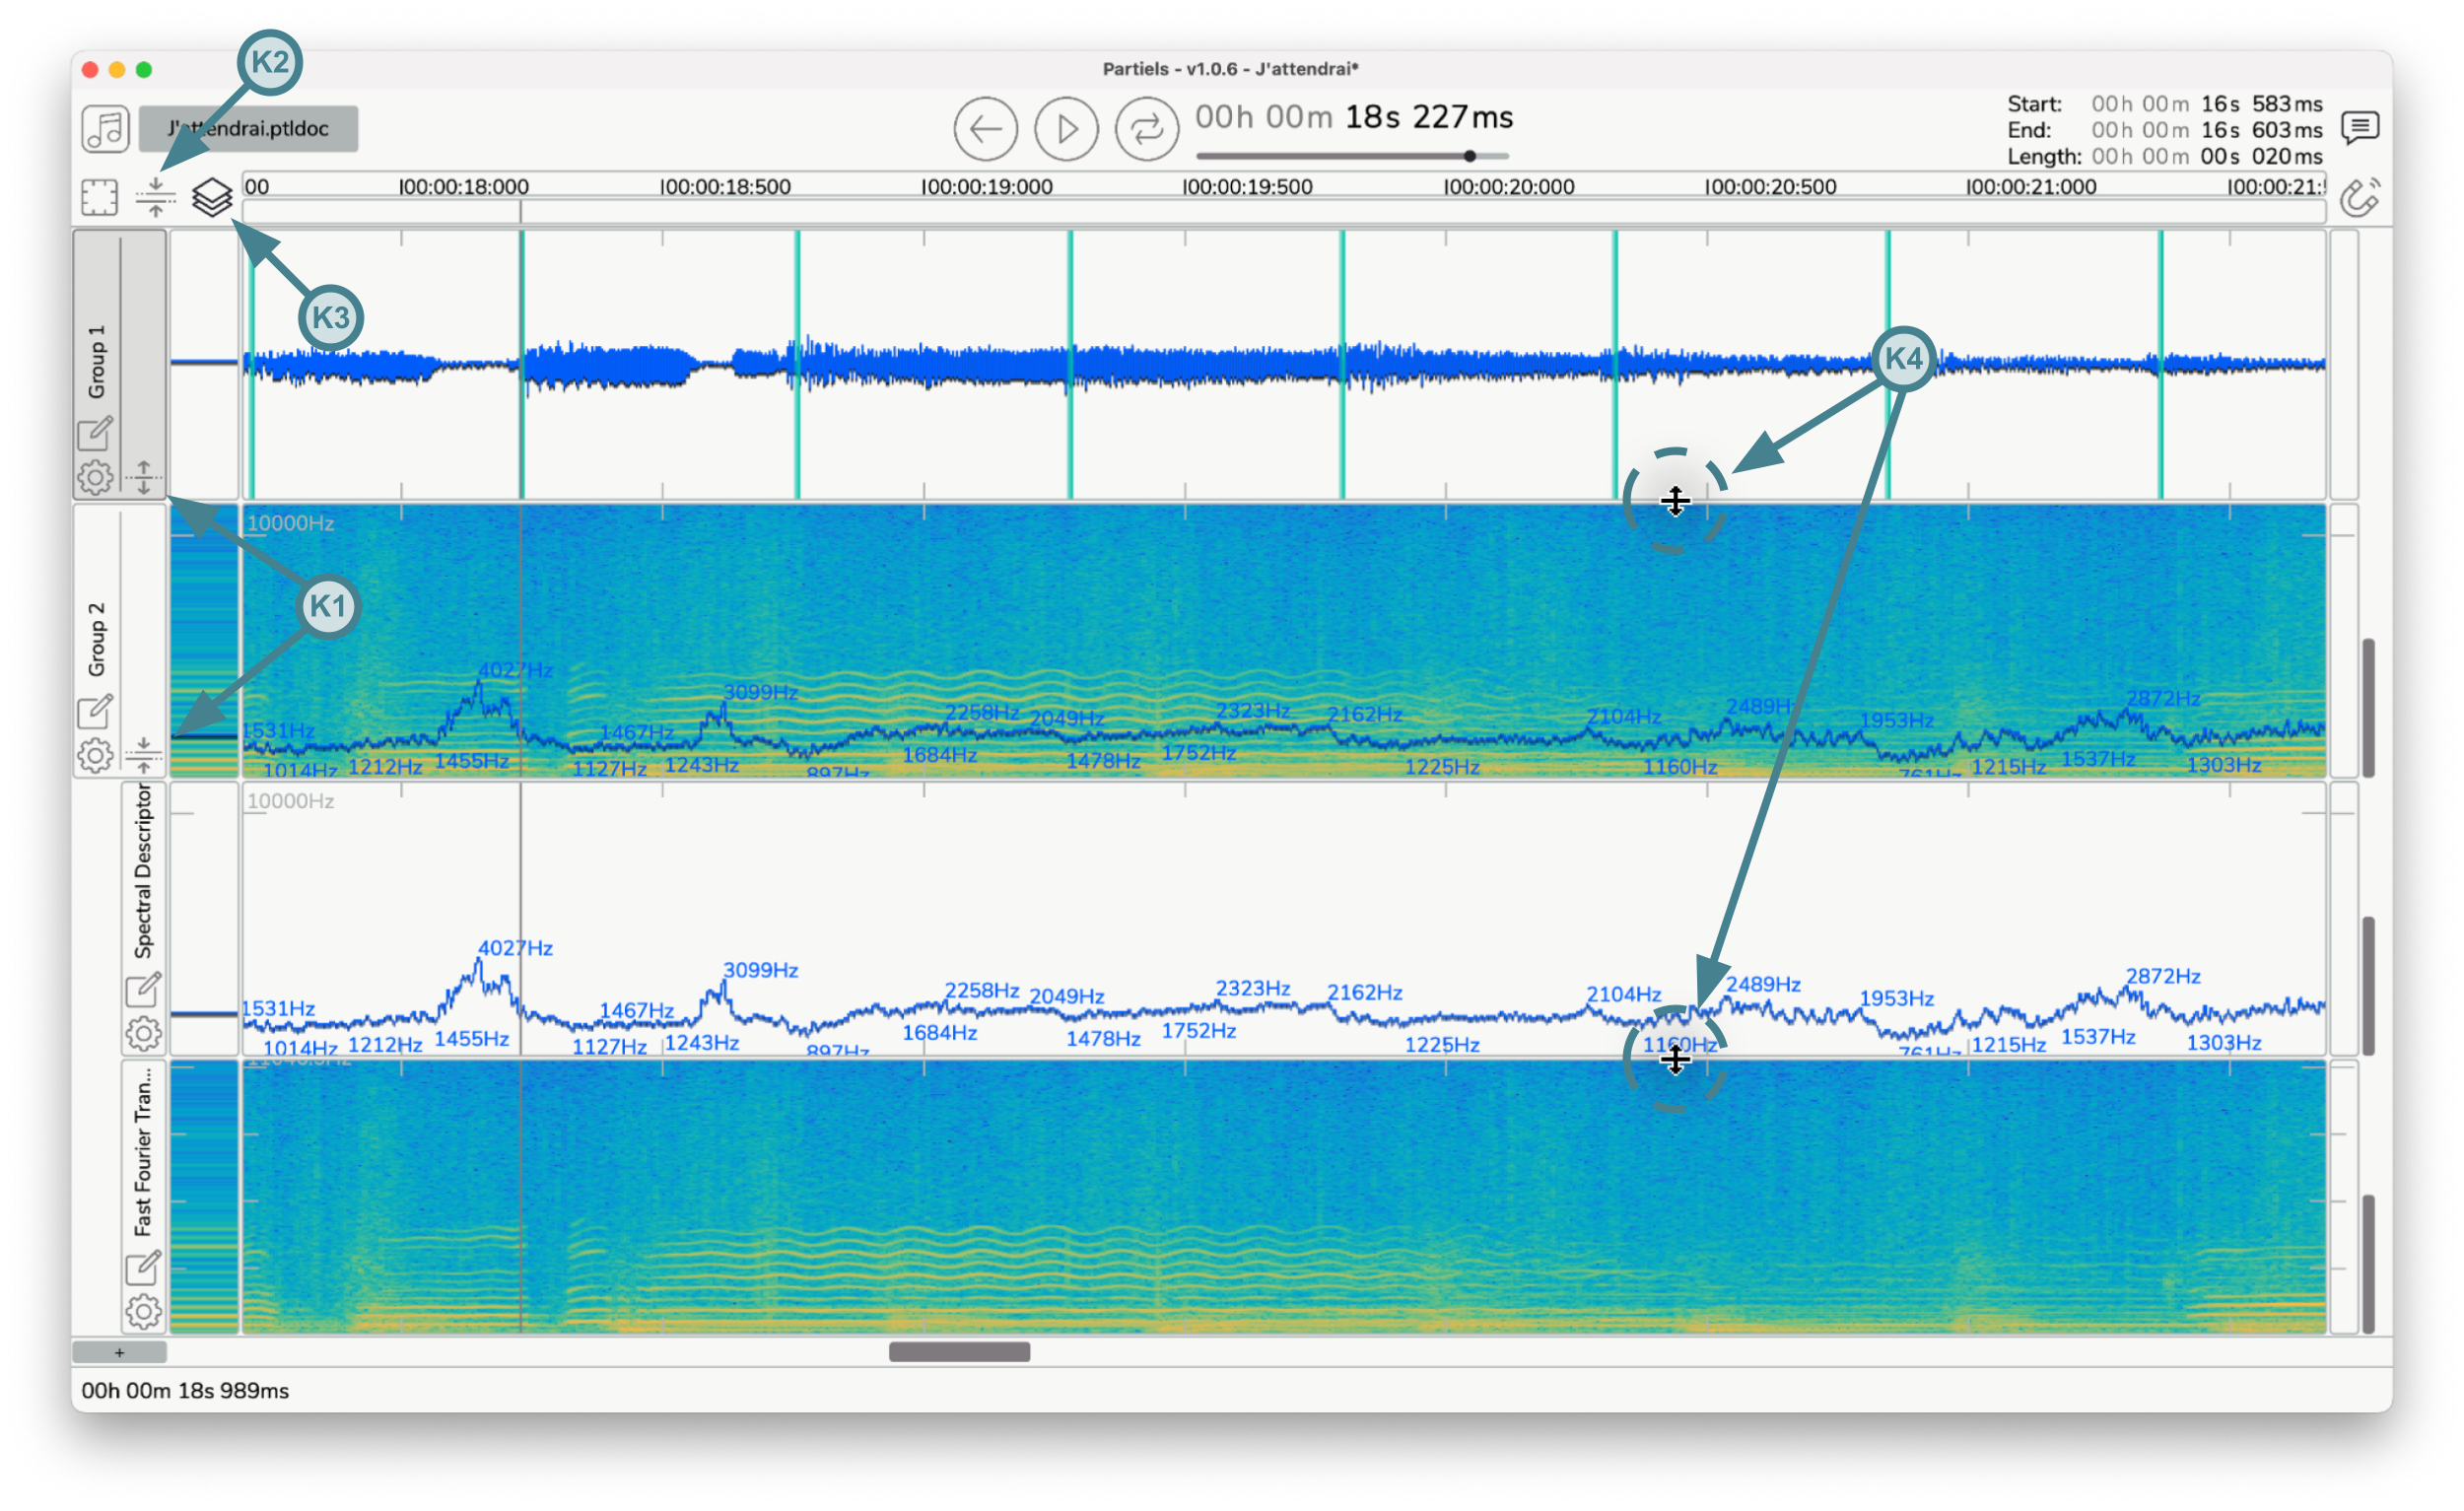 K2
Partiels - v1.0.6 - J'attendrai*
J'attendrai.ptldoc
00h 00m 18s 227ms
Start: 00h 00m 16s 583ms
End: 00h 00m 16s 603ms
Length: 00h 00m 00s 020ms
00 00:00:18:000 00:00:18:500 00:00:19:000 00:00:19:500 00:00:20:000 00:00:20:500 00:00:21:000 00:00:21:
K3
Group 1
K4
10000Hz
K1
Group 2
4027Hz
3099Hz
2258Hz 2049Hz 2323Hz 2162Hz 2104Hz 2489Hz 1953Hz 2872Hz
1531Hz 1467Hz
1014Hz 1212Hz 1455Hz 1127Hz 1243Hz 897Hz 1684Hz 1478Hz 1752Hz 1225Hz 1160Hz 761Hz 1215Hz 1537Hz 1303Hz
Spectral Descriptor
10000Hz
4027Hz
3099Hz
2258Hz 2049Hz 2323Hz 2162Hz 2104Hz 2489Hz 1953Hz 2872Hz
1531Hz 1467Hz
1014Hz 1212Hz 1455Hz 1127Hz 1243Hz 897Hz 1684Hz 1478Hz 1752Hz 1225Hz 1160Hz 761Hz 1215Hz 1537Hz 1303Hz
Fast Fourier Tran...
+
00h 00m 18s 989ms